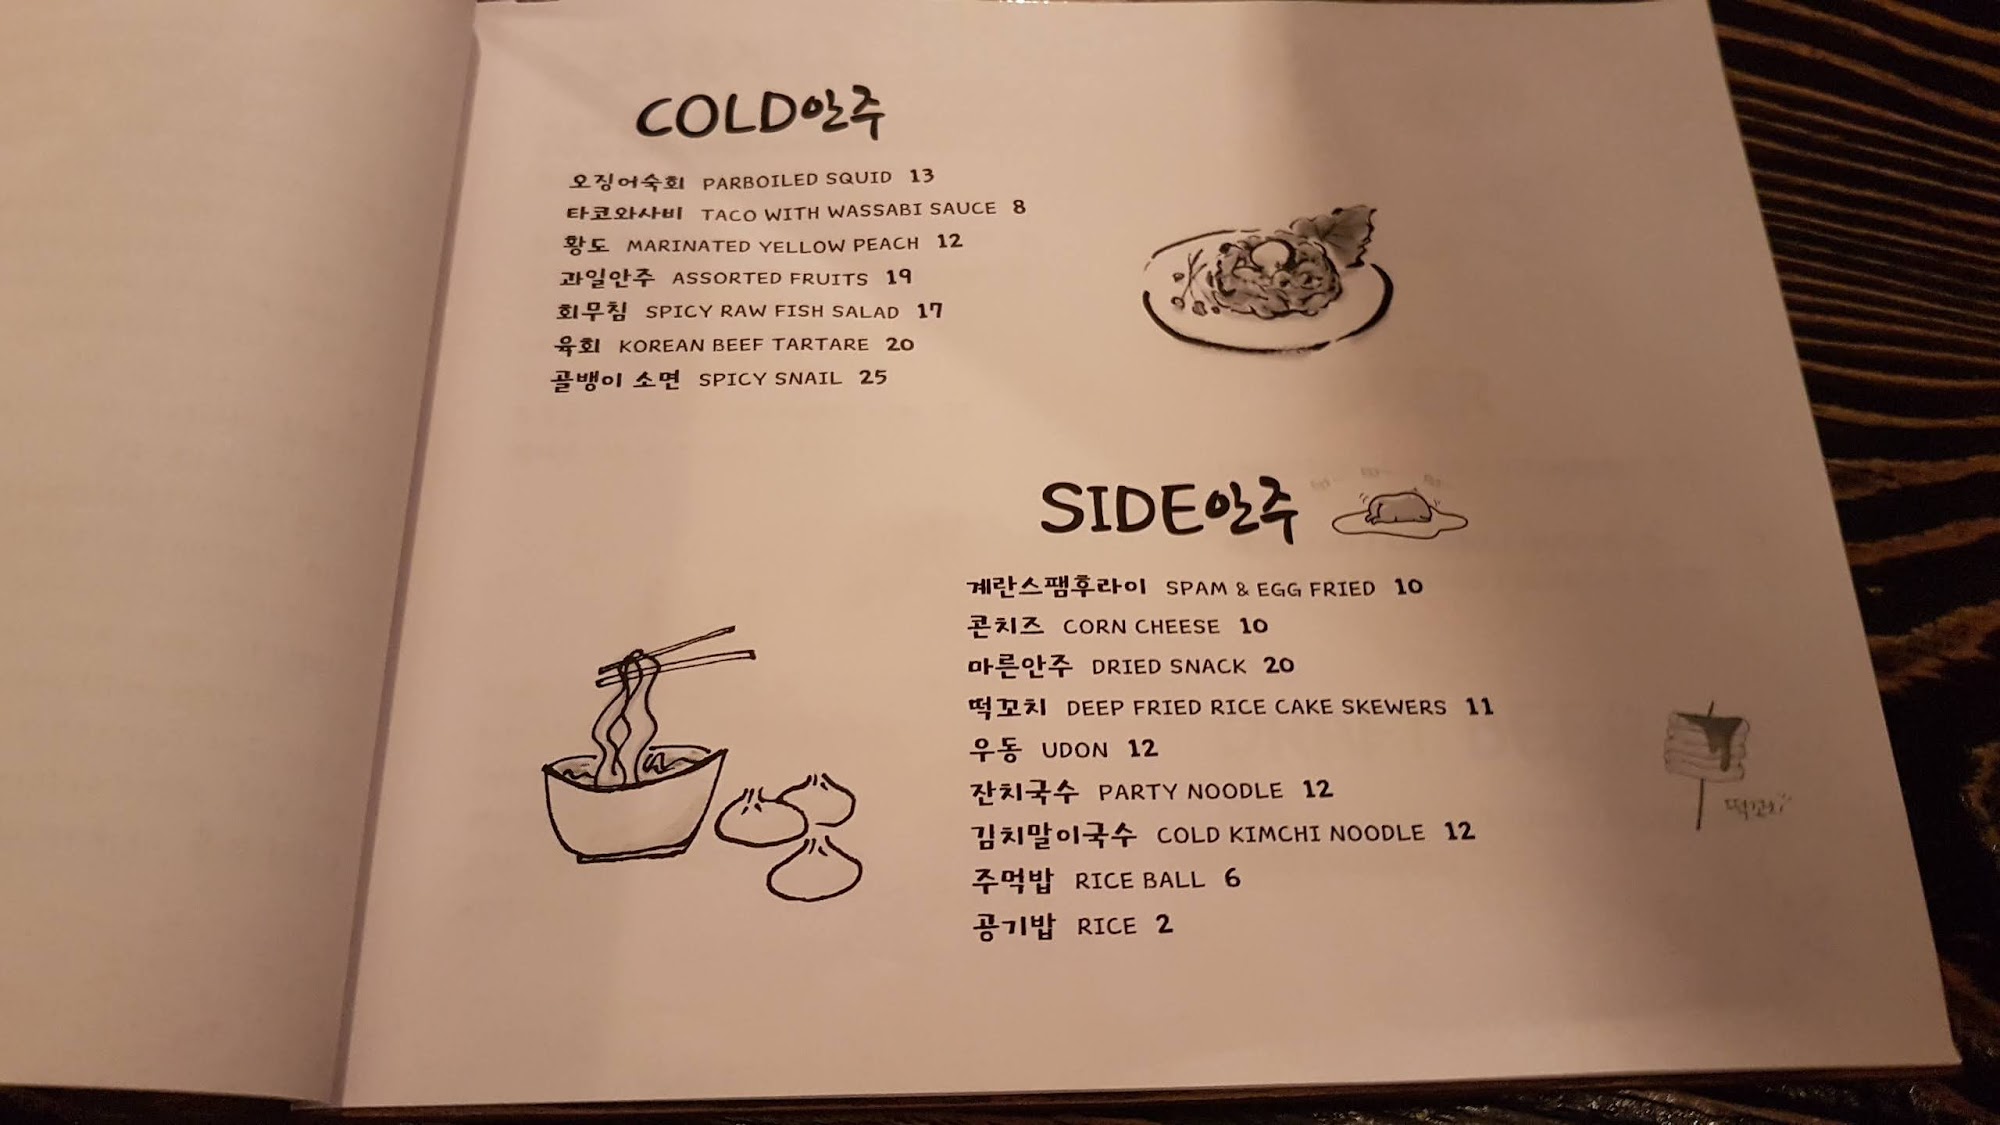 COLD안주
오징어숙회 PARBOILED SQUID 13
타코와사비 TACO WITH WASSABI SAUCE 8
황도 MARINATED YELLOW PEACH 12
과일안주 ASSORTED FRUITS 19
회무침 SPICY RAW FISH SALAD 17
육회 KOREAN BEEF TARTARE 20
골뱅이 소면 SPICY SNAIL 25
SIDE안주
계란스팸후라이 SPAM & EGG FRIED 10
콘치즈 CORN CHEESE 10
마른안주 DRIED SNACK 20
떡꼬치 DEEP FRIED RICE CAKE SKEWERS 11
우동 UDON 12
잔치국수 PARTY NOODLE 12
김치말이국수 COLD KIMCHI NOODLE 12
주먹밥 RICE BALL 6
공기밥 RICE 2
떡꼬치